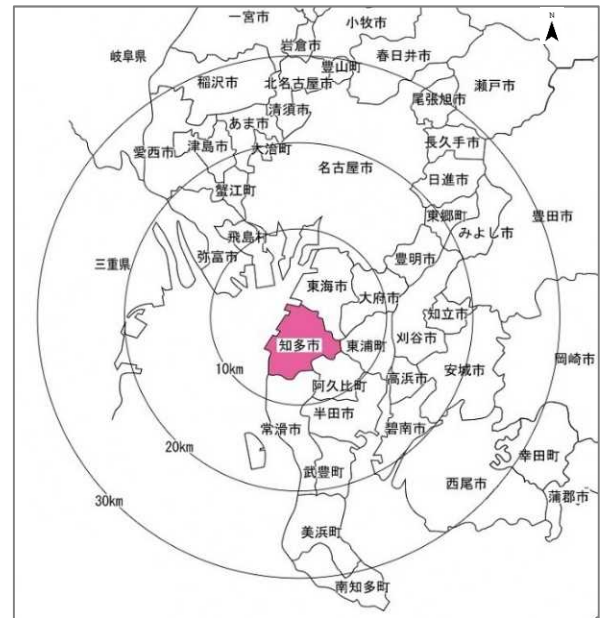 N
一宮市
小牧市
岩倉市
岐阜県
豊山町
春日井市
稲沢市
北名古屋市
瀬戸市
尾張旭市
清須市
あま市
愛西市
津島市
大治町
長久手市
名古屋市
日進市
蟹江町
東郷町
豊田市
みよし市
飛島村
弥富市
三重県
豊明市
東海市
大府市
知立市
知多市
東浦町
刈谷市
岡崎市
10km
阿久比町
高浜市
安城市
半田市
常滑市
碧南市
20km
武豊町
西尾市
幸田町
30km
蒲郡市
美浜町
南知多町